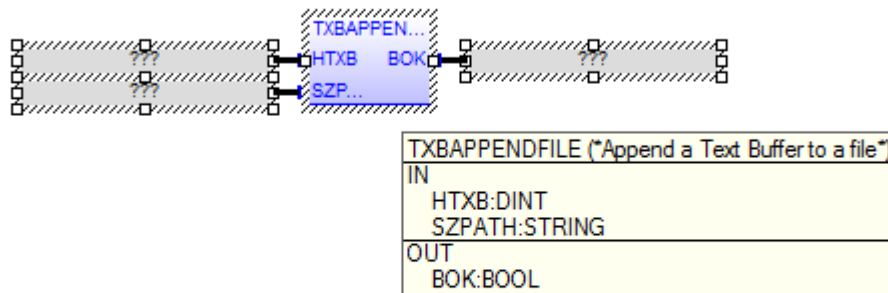 TXBAPPEN...
??? HTXB BOK ???
??? SZP...
TXBAPPENDFILE (*Append a Text Buffer to a file*)
IN
HTXB:DINT
SZPATH:STRING
OUT
BOK:BOOL